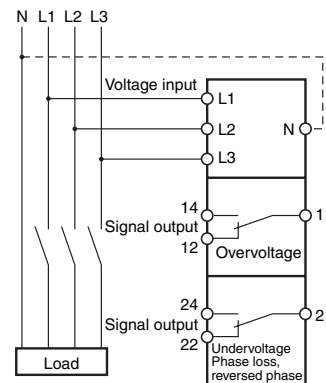 N L1 L2 L3
Voltage input
L1
L2
N
L3
14
1
Signal output
12
Overvoltage
24
2
Signal output
22
Undervoltage
Phase loss,
reversed phase
Load